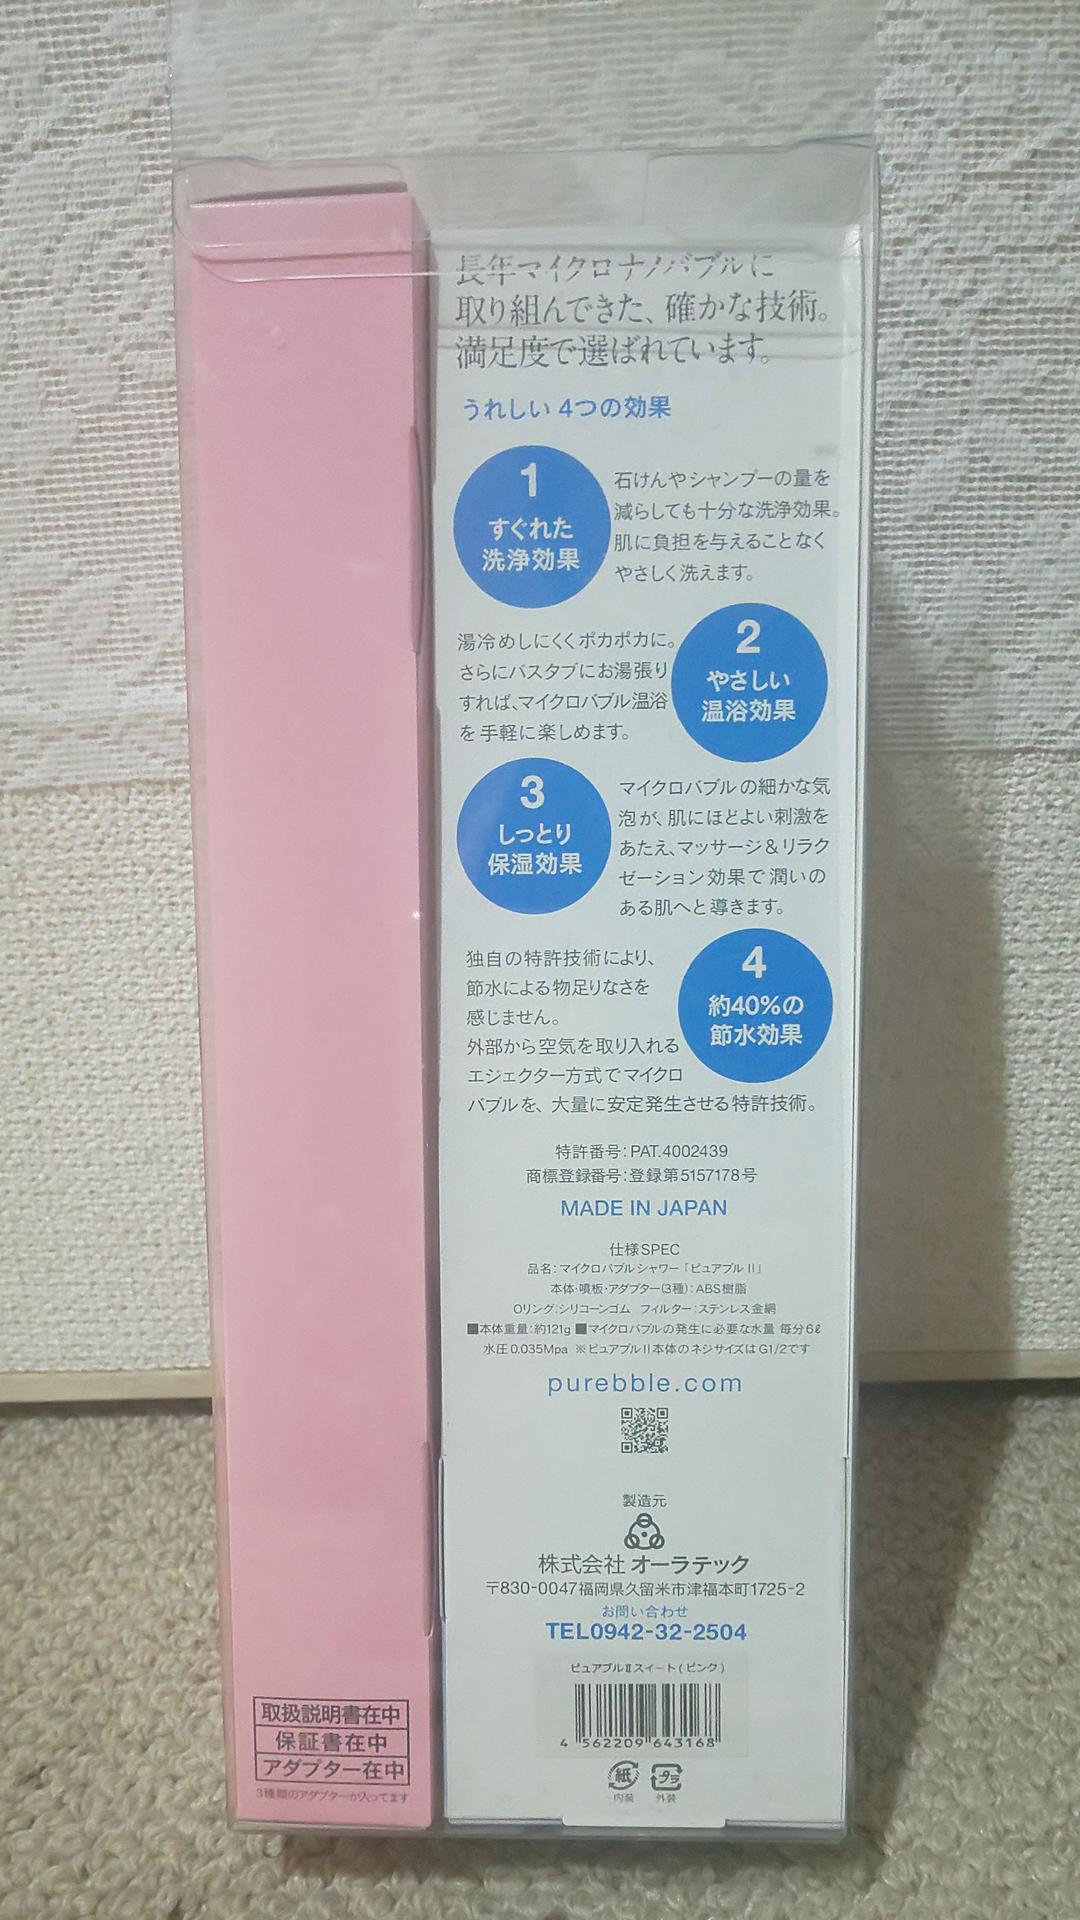 長年マイクロナノバブルに
取り組んできた、確かな技術。
満足度で選ばれています。
うれしい 4つの効果
1
すぐれた
洗浄効果
石けんやシャンプーの量を
減らしても十分な洗浄効果。
肌に負担を与えることなく
やさしく洗えます。
湯冷めしにくくポカポカに。
さらにバスタブにお湯張り
すれば、マイクロバブル温浴
を手軽に楽しめます。
2
やさしい
温浴効果
3
しっとり
保湿効果
マイクロバブルの細かな気
泡が、肌にほどよい刺激を
あたえ、マッサージ&リラク
ゼーション効果で潤いの
ある肌へと導きます。
独自の特許技術により、
節水による物足りなさを
感じません。
外部から空気を取り入れる
エジェクター方式でマイクロ
バブルを、大量に安定発生させる特許技術。
4
約40%の
節水効果
特許番号:PAT.4002439
商標登録番号:登録第5157178号
MADE IN JAPAN
仕様SPEC
品名:マイクロバブルシャワー「ピュアブルII」
本体・噴板・アダプター(3種):ABS樹脂
Oリング:シリコーンゴム フィルター:ステンレス金網
■本体重量:約121g ■マイクロバブルの発生に必要な水量 毎分6ℓ
水圧0.035Mpa ※ピュアブルII本体のネジサイズはG1/2です
purebble.com
製造元
株式会社 オーラテック
〒830-0047福岡県久留米市津福本町1725-2
お問い合わせ
TEL0942-32-2504
ピュアブルⅡスイート(ピンク)
4 562209 643168
紙
内装
プラ
外装
取扱説明書在中
保証書在中
アダプター在中
3種類のアダプターが入ってます